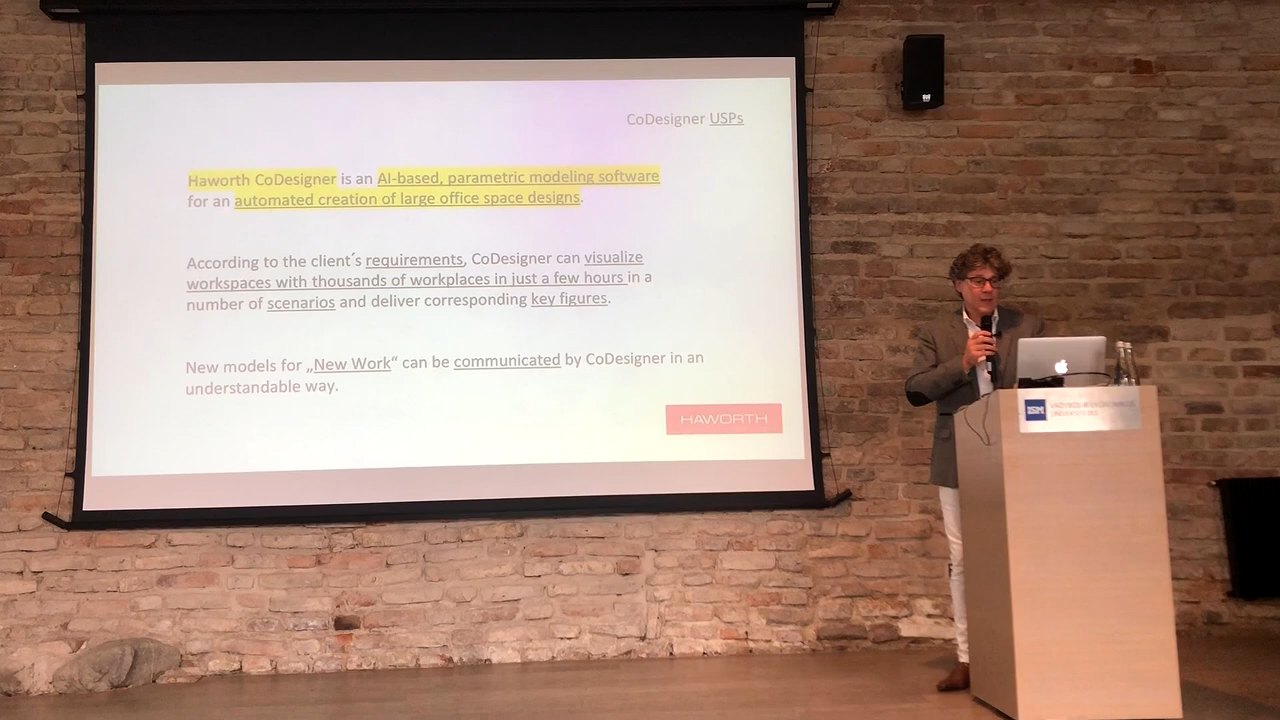 CoDesigner USPs
Haworth CoDesigner is an AI-based, parametric modeling software
for an automated creation of large office space designs.
According to the client´s requirements, CoDesigner can visualize
workspaces with thousands of workplaces in just a few hours in a
number of scenarios and deliver corresponding key figures.
New models for „New Work“ can be communicated by CoDesigner in an
understandable way.
HAWORTH
ISM